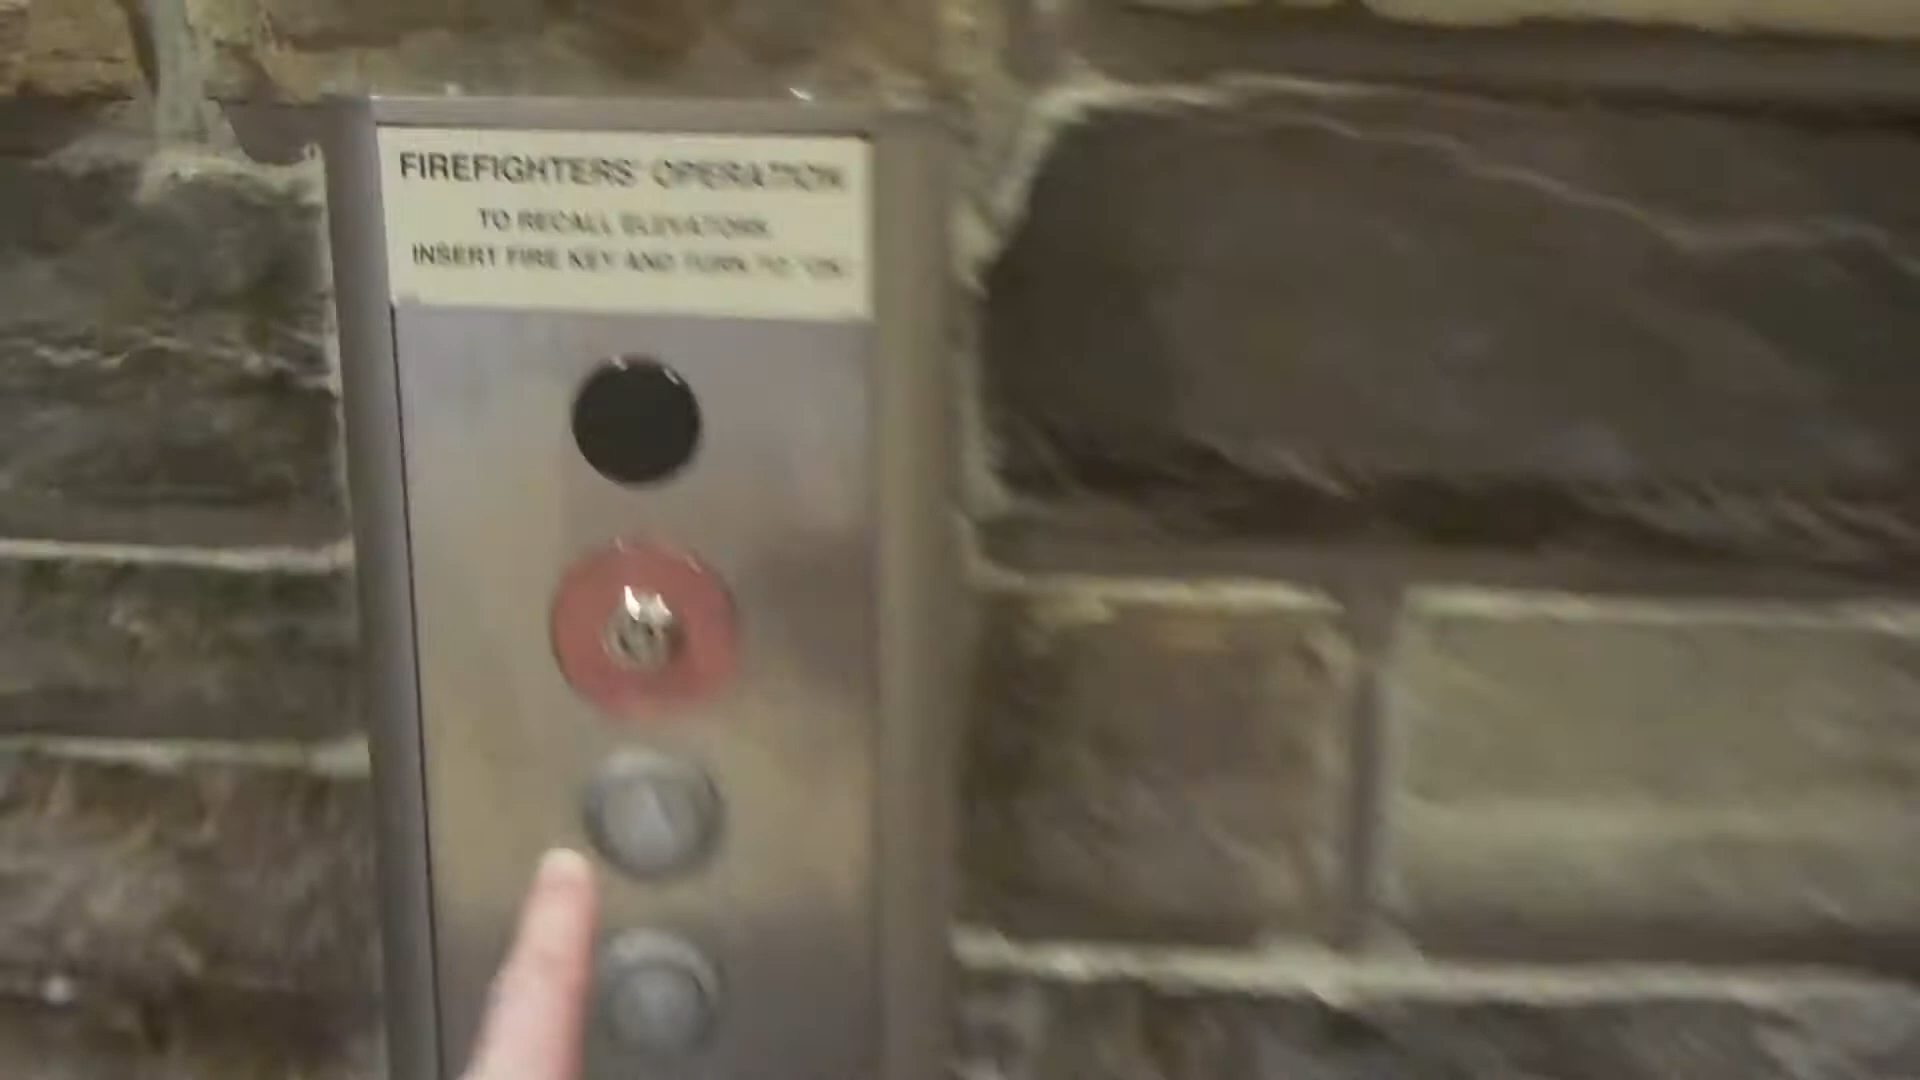 FIREFIGHTERS' OPERATION
TO RECALL ELEVATORS
INSERT FIRE KEY AND TURN TO "ON"